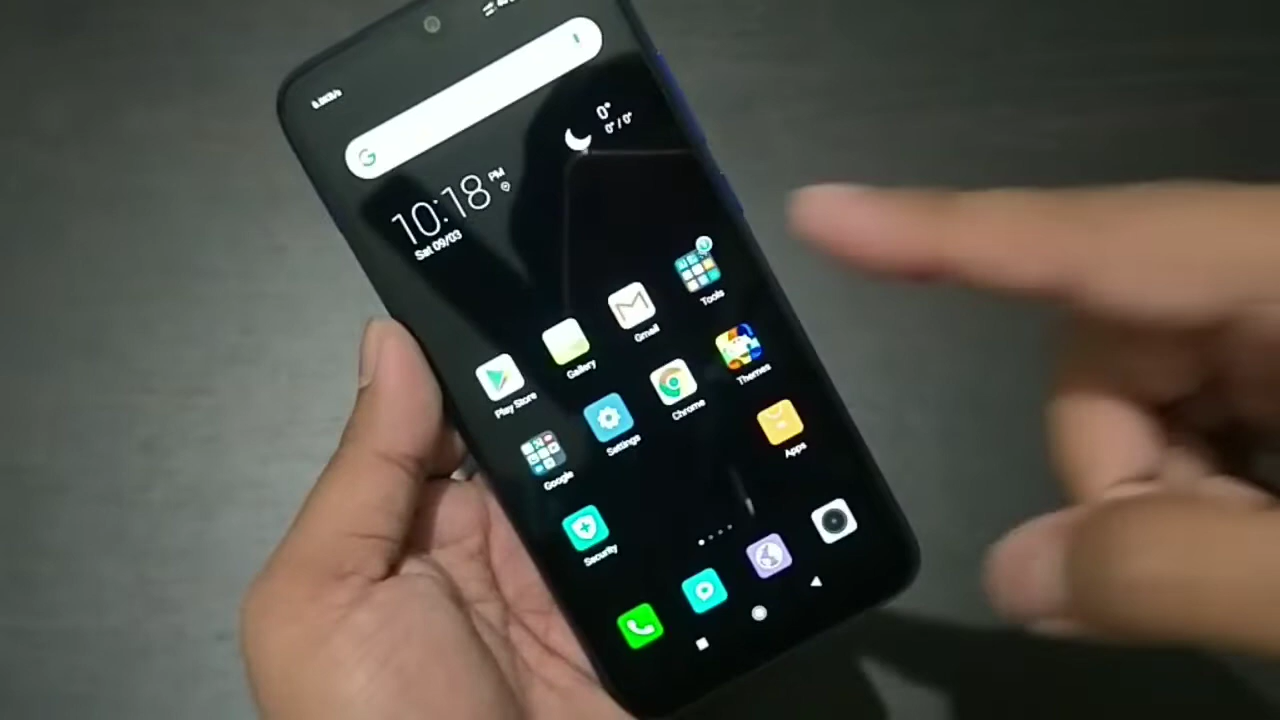 0°
0° / 0°
10:18 PM
Sat 09/03
Play Store
Gallery
Gmail
Tools
Google
Settings
Chrome
Themes
Security
Apps